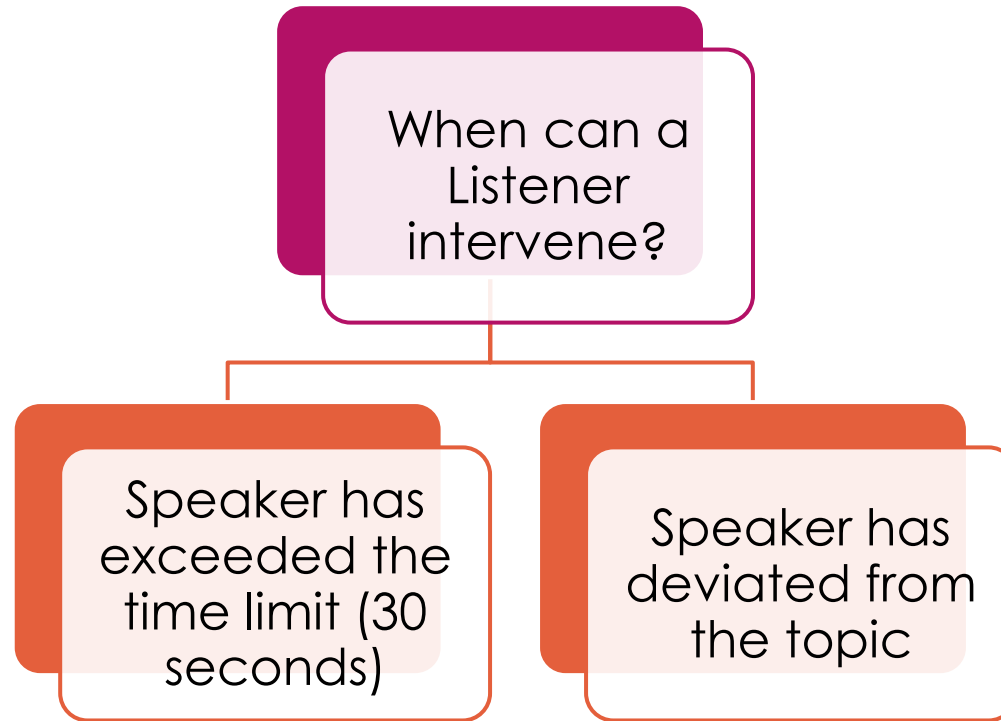 When can a
Listener
intervene?
Speaker has
exceeded the
time limit (30
seconds)
Speaker has
deviated from
the topic